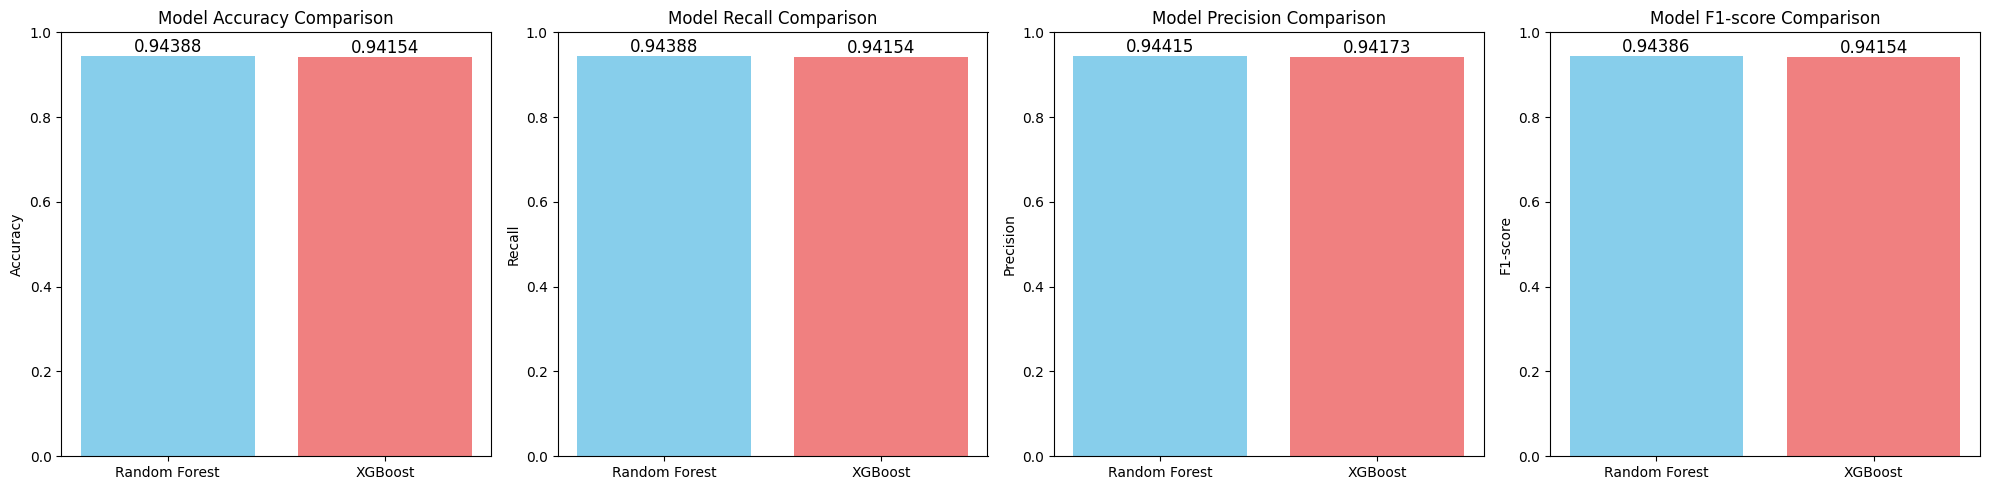 Model Accuracy Comparison
1.0
0.8
0.6
0.4
0.2
0.0
Accuracy
0.94388
0.94154
Random Forest
XGBoost
Model Recall Comparison
1.0
0.8
0.6
0.4
0.2
0.0
Recall
0.94388
0.94154
Random Forest
XGBoost
Model Precision Comparison
1.0
0.8
0.6
0.4
0.2
0.0
Precision
0.94415
0.94173
Random Forest
XGBoost
Model F1-score Comparison
1.0
0.8
0.6
0.4
0.2
0.0
F1-score
0.94386
0.94154
Random Forest
XGBoost